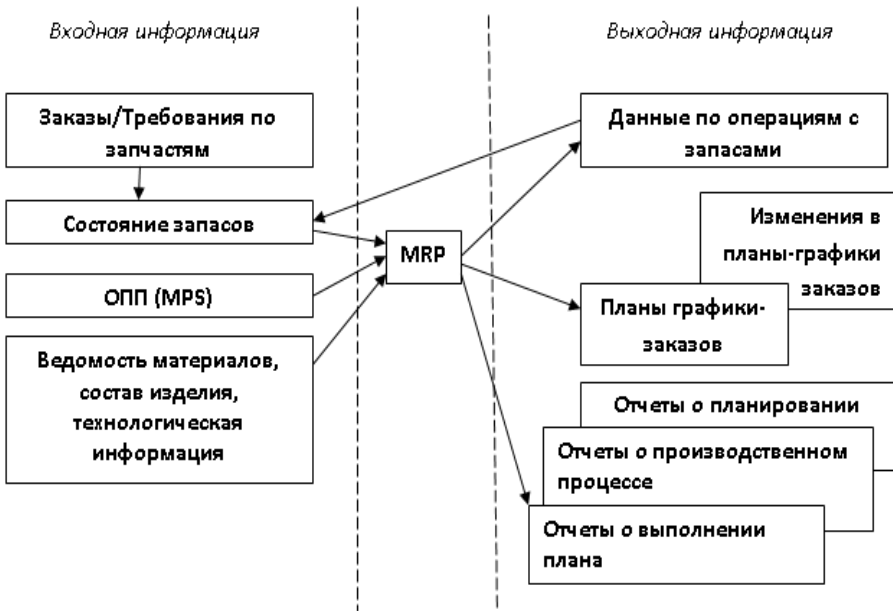 Входная информация
Выходная информация
Заказы/Требования по
запчастям
Состояние запасов
ОПП (MPS)
Ведомость материалов,
состав изделия,
технологическая
информация
MRP
Данные по операциям с
запасами
Изменения в
планы-графики
заказов
Планы графики-
заказов
Отчеты о планировании
Отчеты о производственном
процессе
Отчеты о выполнении
плана